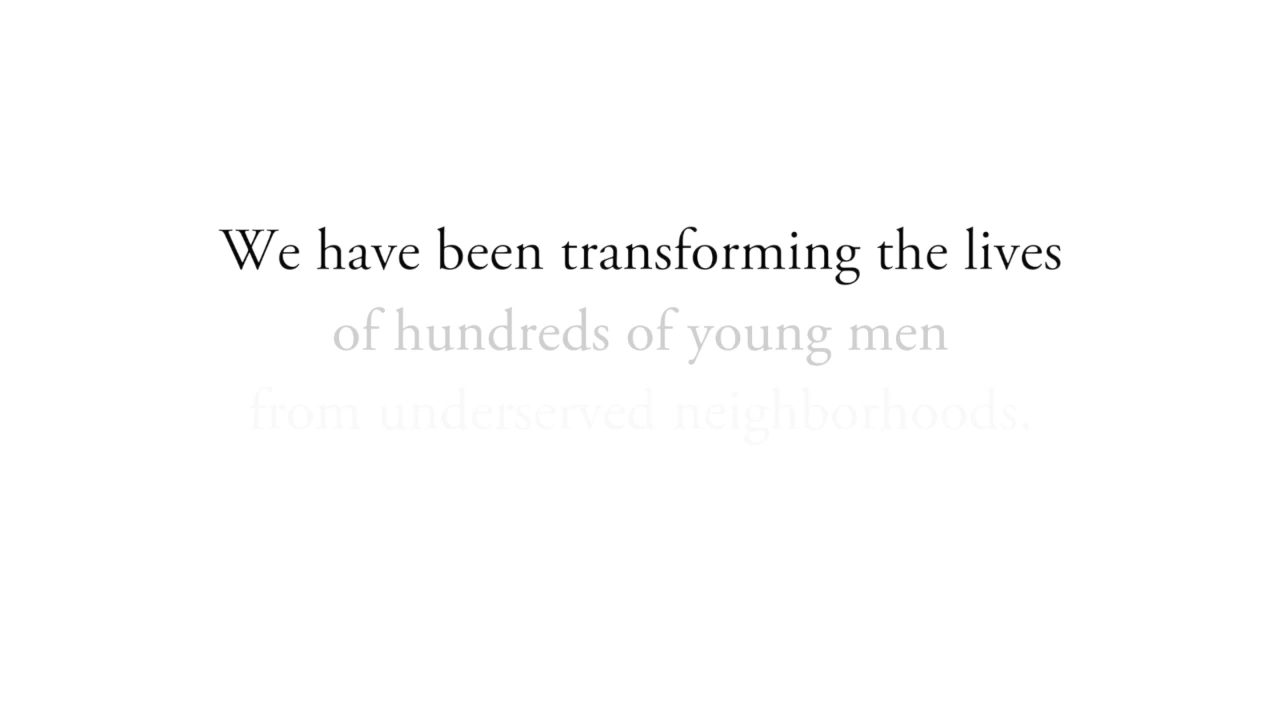 We have been transforming the lives
of hundreds of young men
from underserved neighborhoods.